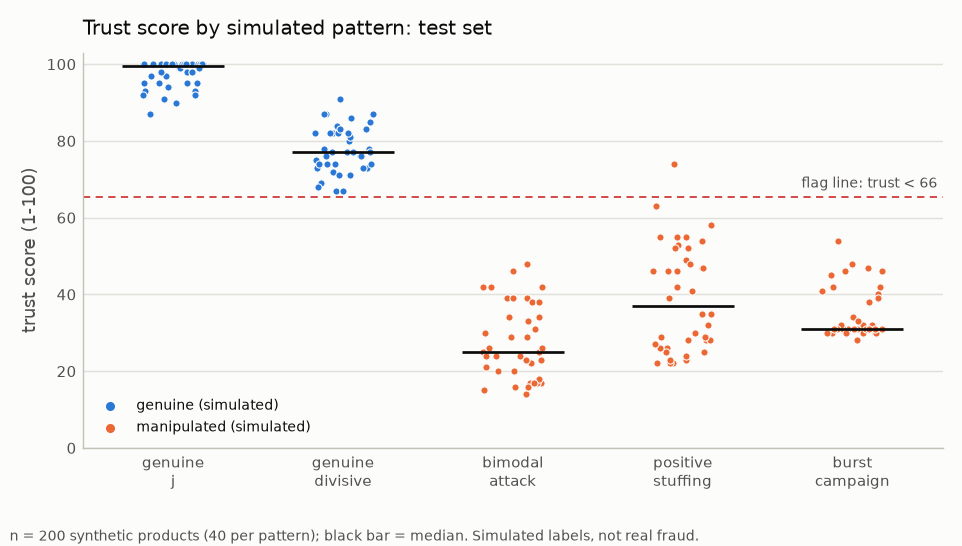 Trust score by simulated pattern: test set
trust score (1-100)
100
80
60
40
20
0
flag line: trust < 66
genuine (simulated)
manipulated (simulated)
genuine
j
genuine
divisive
bimodal
attack
positive
stuffing
burst
campaign
n = 200 synthetic products (40 per pattern); black bar = median. Simulated labels, not real fraud.